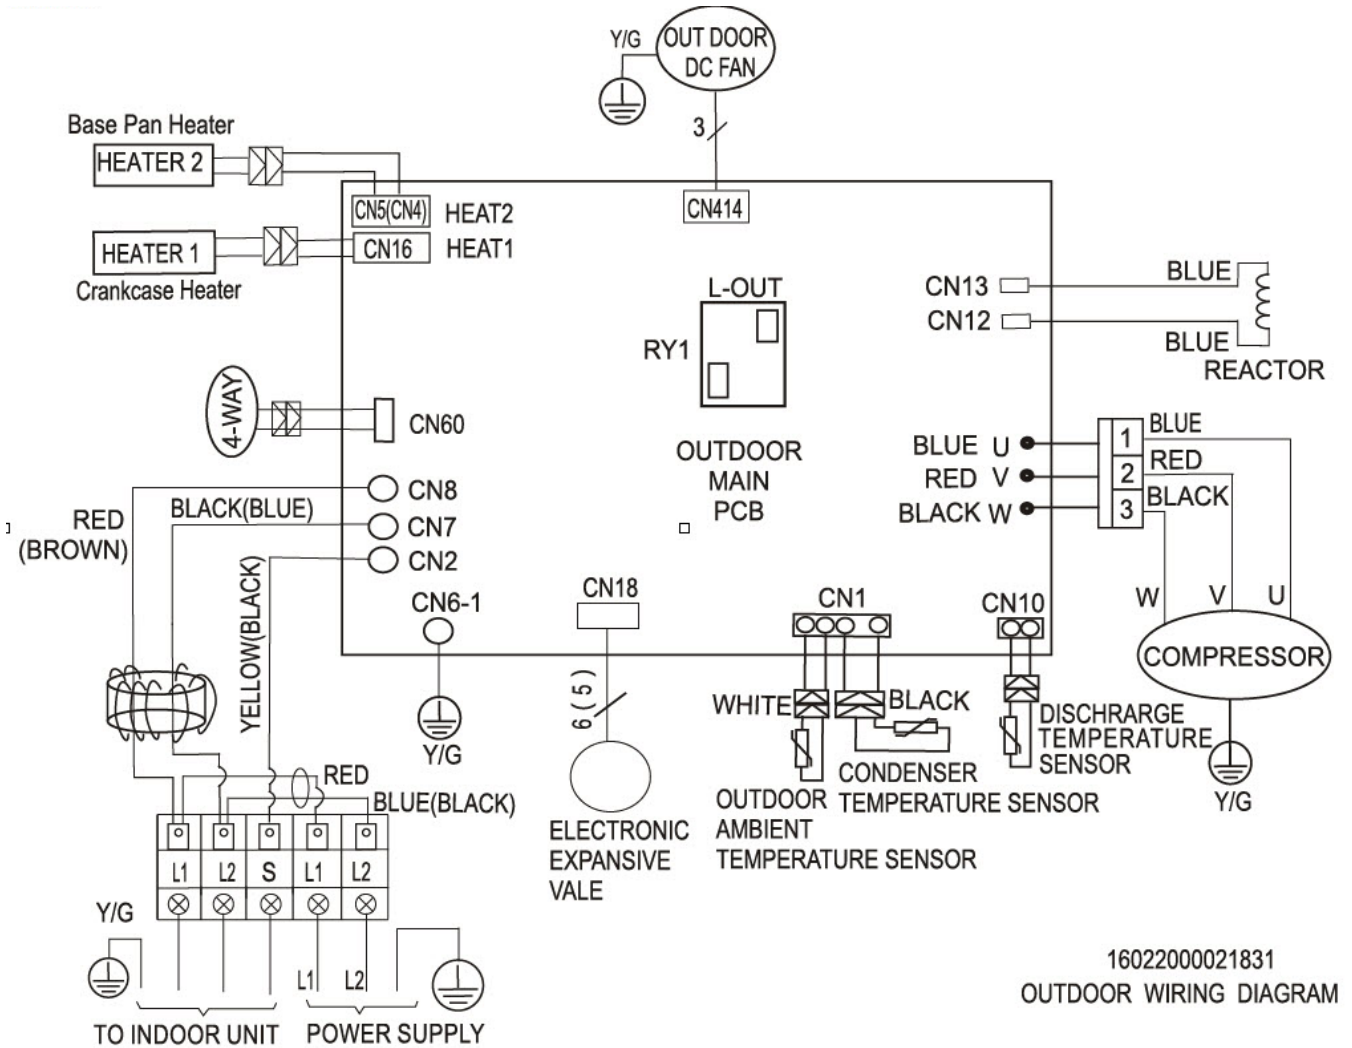 Y/G
OUT DOOR
DC FAN
3
Base Pan Heater
HEATER 2
CN5(CN4)
HEAT2
CN414
HEATER 1
CN16
HEAT1
Crankcase Heater
L-OUT
RY1
CN13
BLUE
CN12
BLUE
REACTOR
4-WAY
CN60
OUTDOOR
MAIN
PCB
BLUE U
RED V
BLACK W
1
2
3
BLUE
RED
BLACK
W
V
U
COMPRESSOR
Y/G
CN8
CN7
CN2
RED
(BROWN)
BLACK(BLUE)
YELLOW(BLACK)
CN6-1
Y/G
CN18
6(5)
ELECTRONIC
EXPANSIVE
VALE
CN1
WHITE
BLACK
OUTDOOR
AMBIENT
TEMPERATURE SENSOR
CONDENSER
TEMPERATURE SENSOR
CN10
DISCHRARGE
TEMPERATURE
SENSOR
RED
BLUE(BLACK)
L1 L2 S L1 L2
Y/G
L1 L2
TO INDOOR UNIT
POWER SUPPLY
16022000021831
OUTDOOR WIRING DIAGRAM